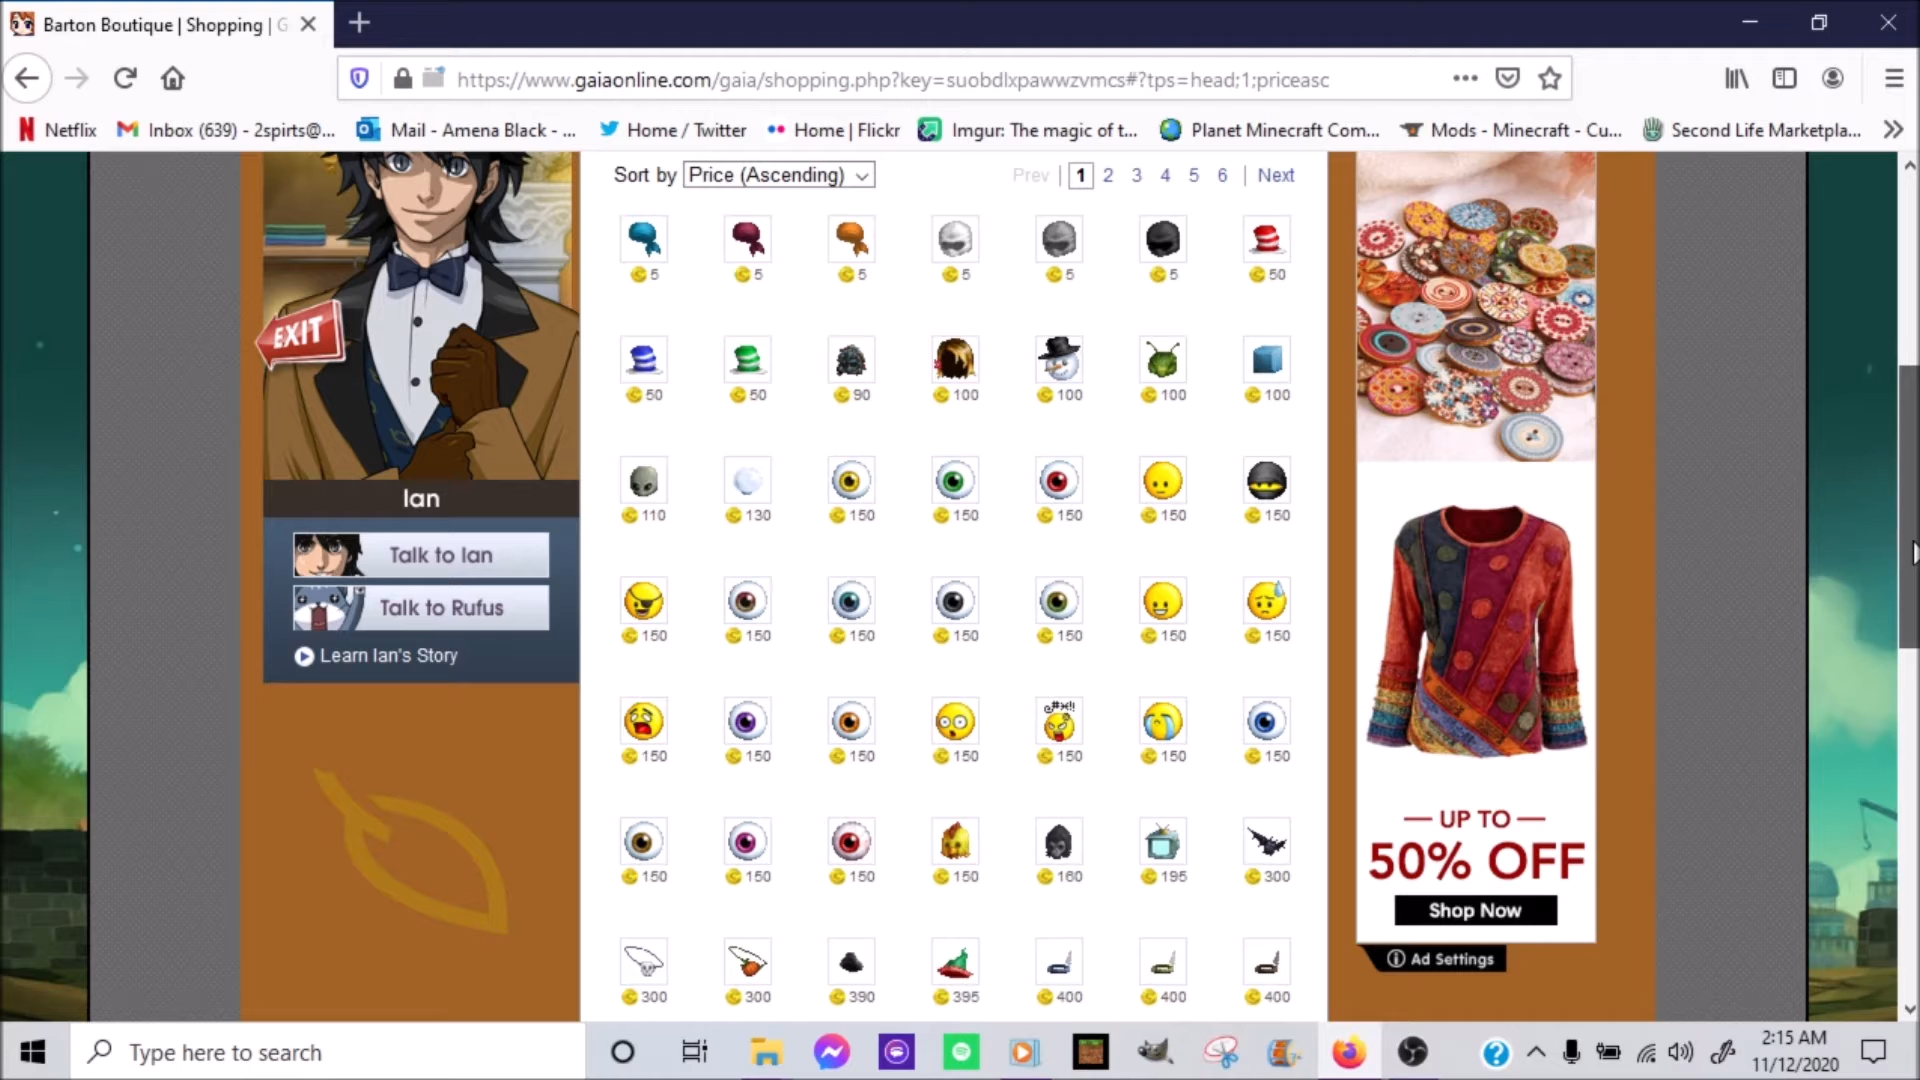 Barton Boutique | Shopping | G
https://www.gaiaonline.com/gaia/shopping.php?key=suobdlxpawwzvmcs#?tps=head;1;priceasc
Netflix Inbox (639) - 2spirts@... Mail - Amena Black - ... Home / Twitter Home | Flickr Imgur: The magic of t... Planet Minecraft Com... Mods - Minecraft - Cu... Second Life Marketpla...
Sort by Price (Ascending) Prev | 1 2 3 4 5 6 | Next
5 5 5 5 5 5 50
EXIT
50 50 90 100 100 100 100
Ian
110 130 150 150 150 150 150
Talk to Ian
Talk to Rufus
Learn Ian's Story
150 150 150 150 150 150 150
@#*!!
150 150 150 150 150 150 150
150 150 150 150 160 195 300
300 300 390 395 400 400 400
— UP TO —
50% OFF
Shop Now
Ad Settings
Type here to search
2:15 AM
11/12/2020